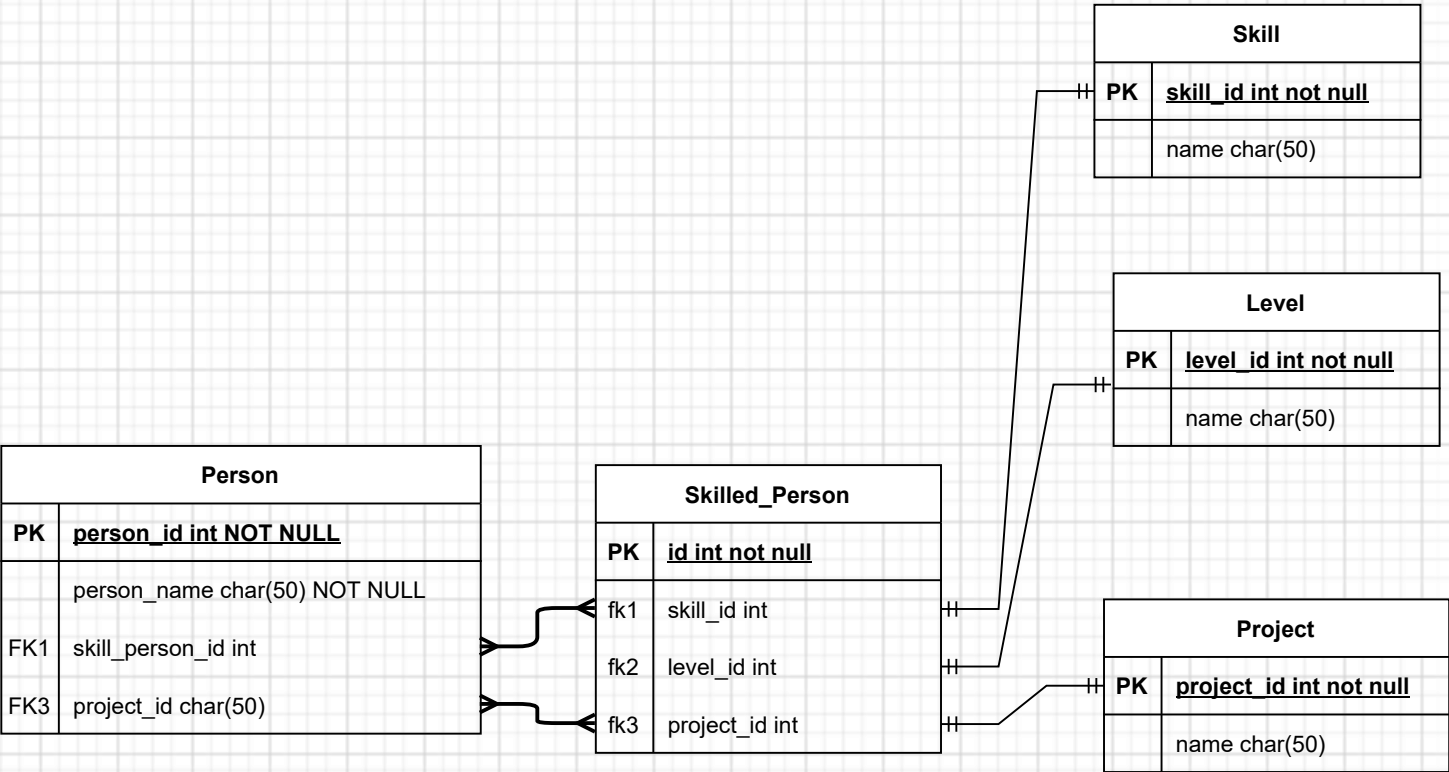 Skill
PK skill_id int not null
name char(50)
Level
PK level_id int not null
name char(50)
Person
PK person_id int NOT NULL
person_name char(50) NOT NULL
FK1 skill_person_id int
FK3 project_id char(50)
Skilled_Person
PK id int not null
fk1 skill_id int
fk2 level_id int
fk3 project_id int
Project
PK project_id int not null
name char(50)